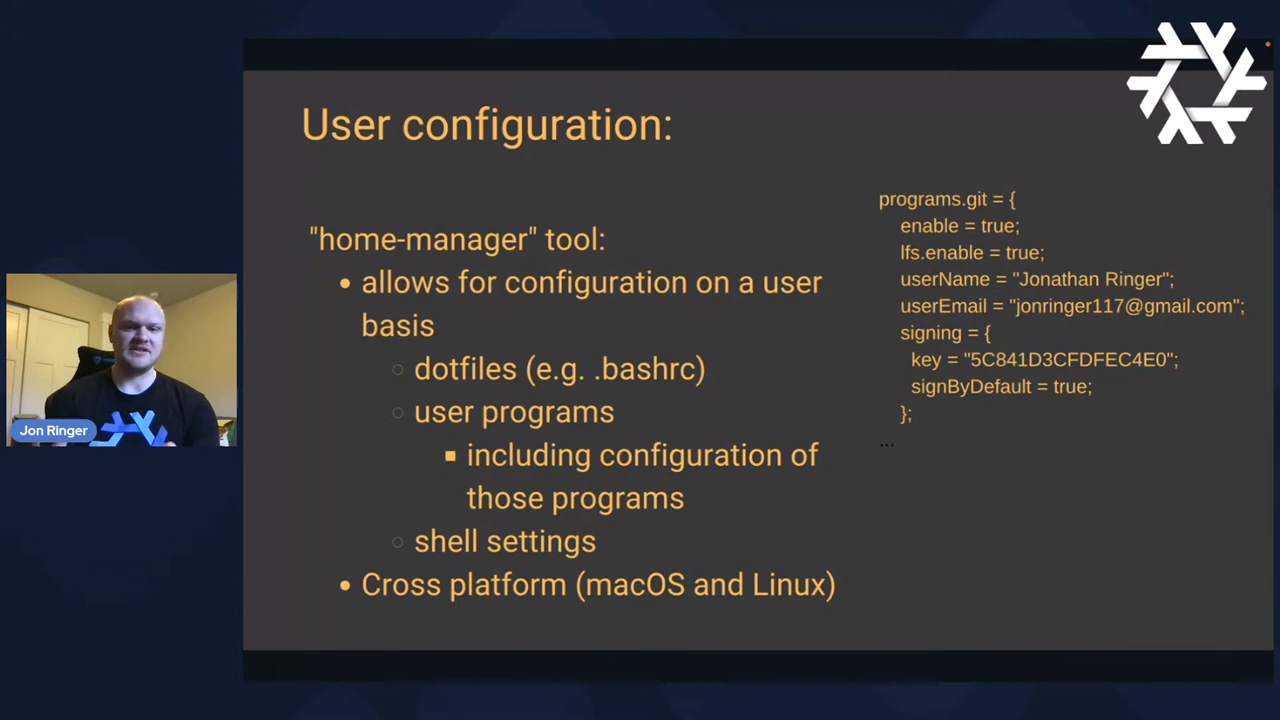 User configuration:
"home-manager" tool:
allows for configuration on a user
basis
dotfiles (e.g. .bashrc)
user programs
including configuration of
those programs
shell settings
Cross platform (macOS and Linux)
programs.git = {
enable = true;
lfs.enable = true;
userName = "Jonathan Ringer";
userEmail = "jonringer117@gmail.com";
signing = {
key = "5C841D3CFDFEC4E0";
signByDefault = true;
};
...
Jon Ringer